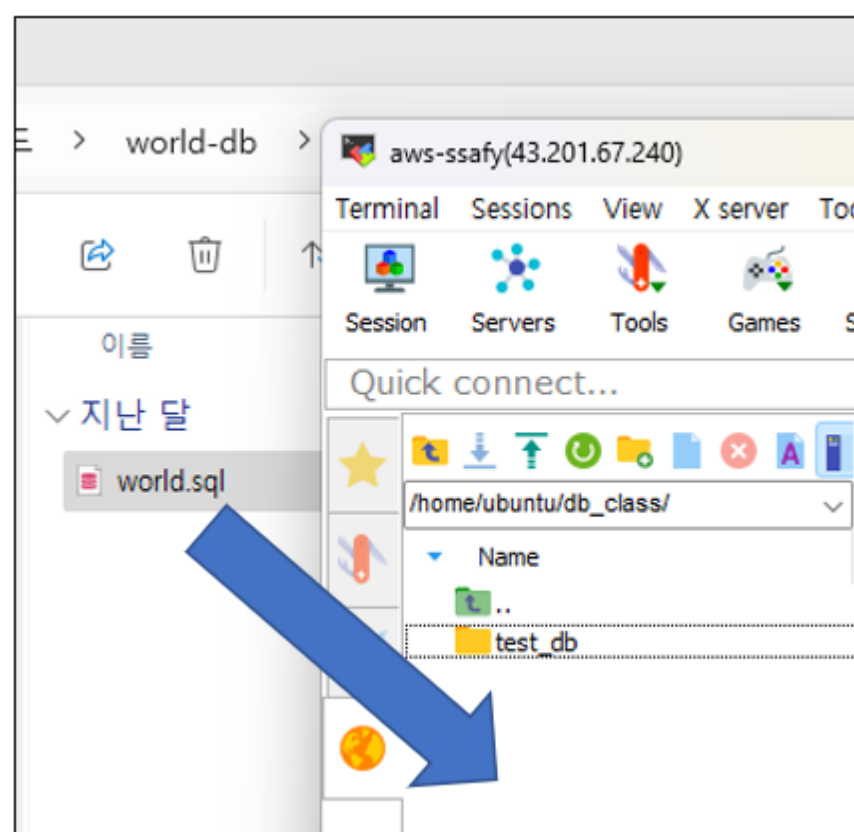 world-db
이름
지난 달
world.sql
aws-ssafy(43.201.67.240)
Terminal Sessions View X server
Session Servers Tools Games
Quick connect...
/home/ubuntu/db_class/
Name
..
test_db